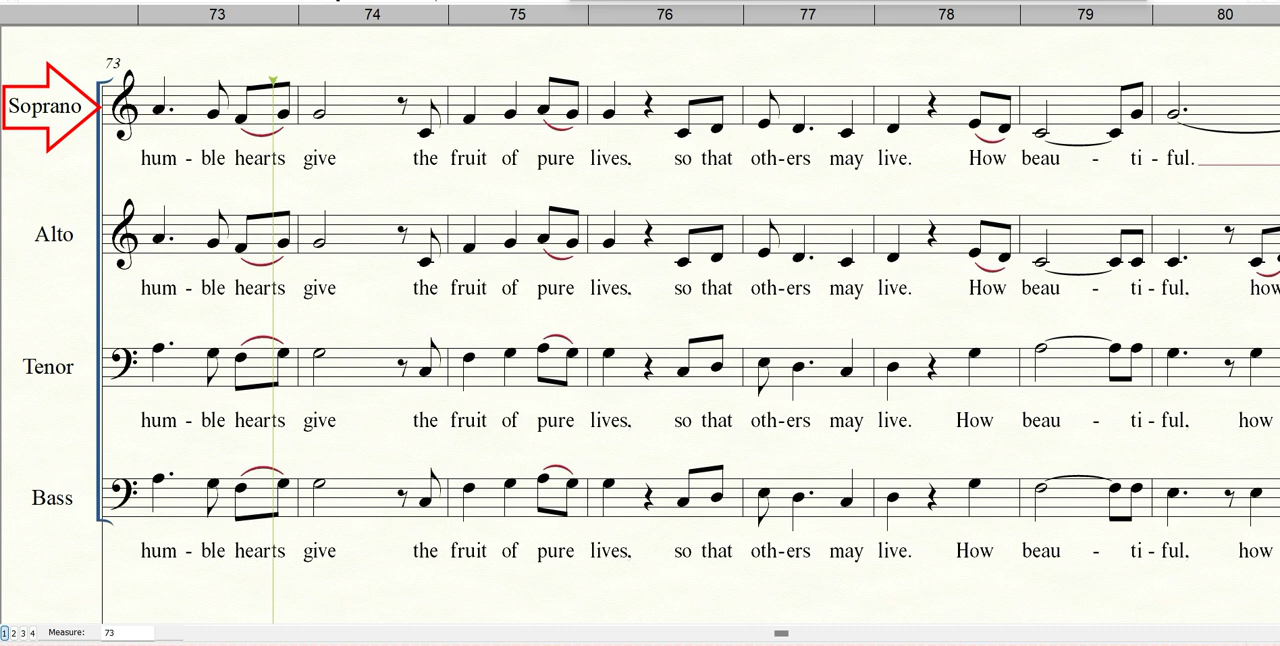 73 74 75 76 77 78 79 80
73
Soprano
hum - ble hearts give the fruit of pure lives, so that oth-ers may live. How beau - ti - ful.
Alto
hum - ble hearts give the fruit of pure lives, so that oth-ers may live. How beau - ti - ful, how
Tenor
hum - ble hearts give the fruit of pure lives, so that oth-ers may live. How beau - ti - ful, how
Bass
hum - ble hearts give the fruit of pure lives, so that oth-ers may live. How beau - ti - ful, how
1 2 3 4 Measure: 73